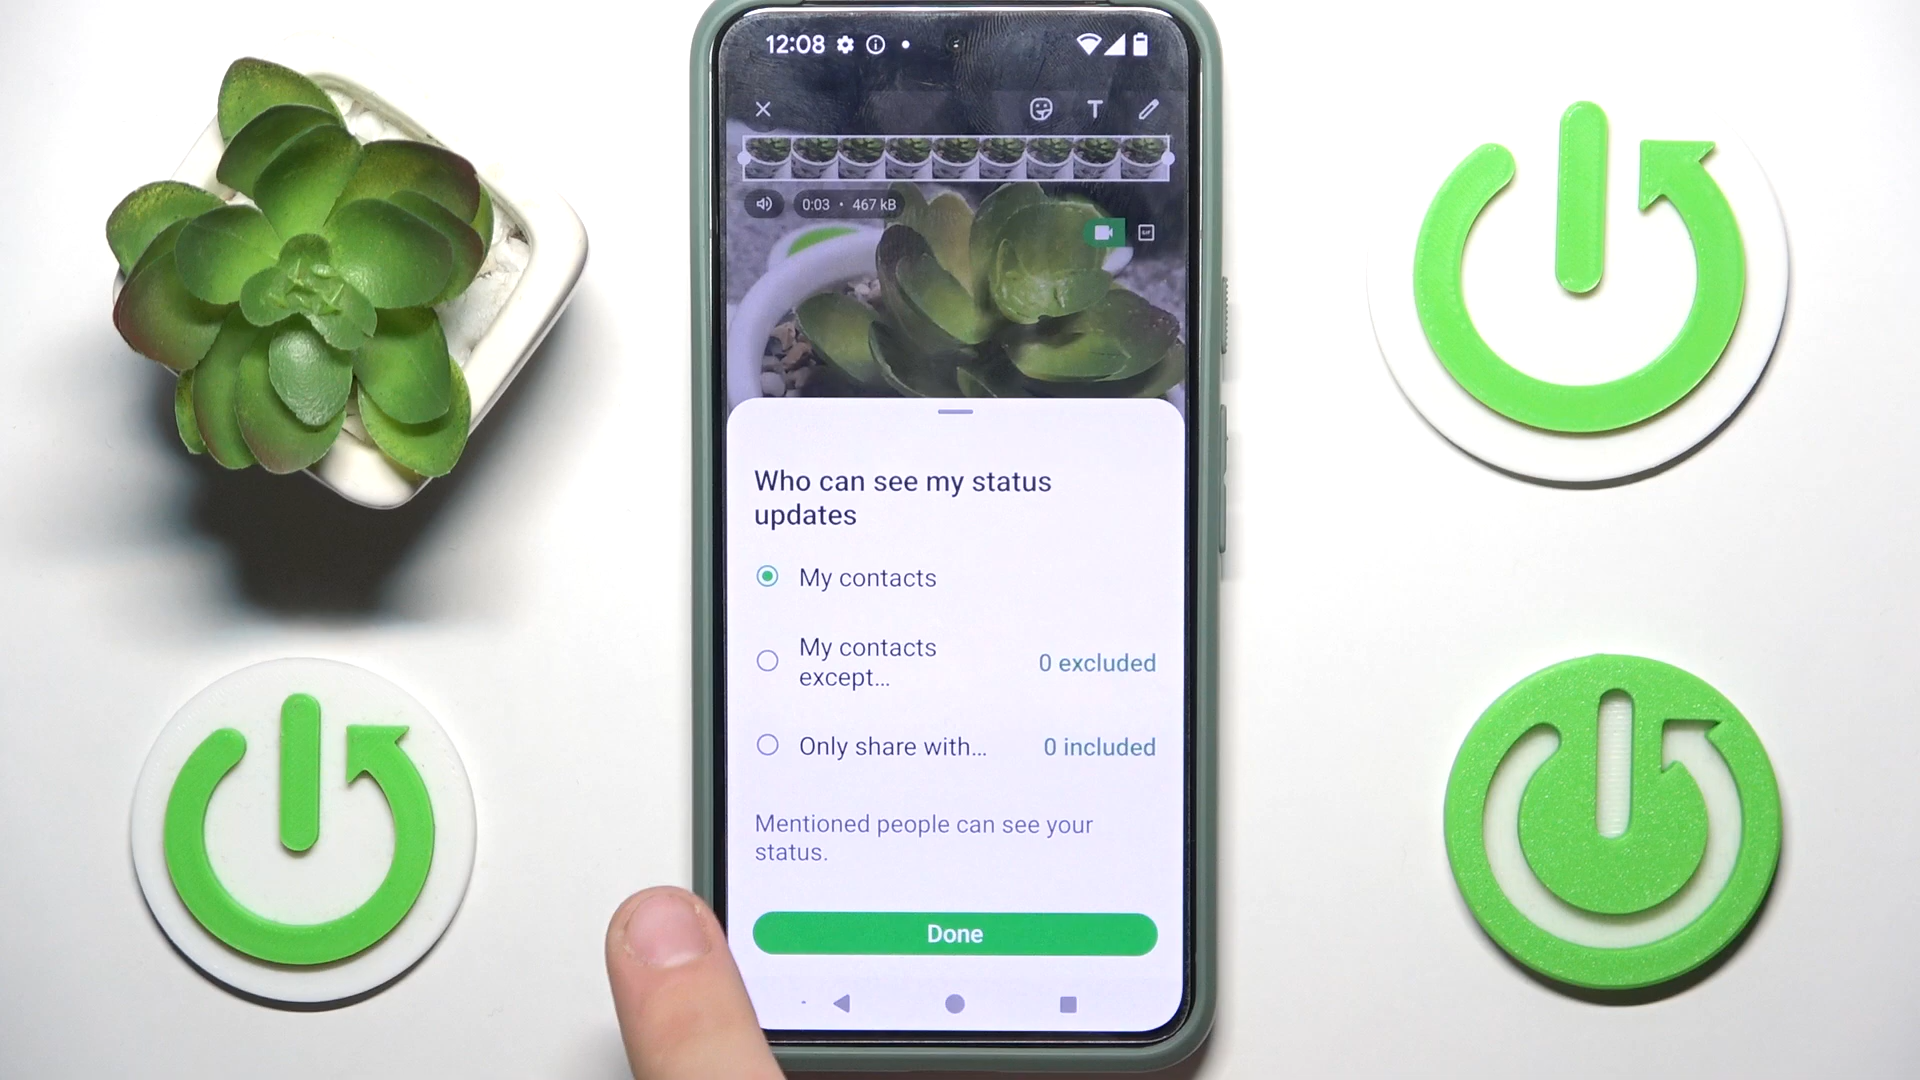 12:08
T
0:03 • 467 kB
Who can see my status
updates
My contacts
My contacts
except...
0 excluded
Only share with...
0 included
Mentioned people can see your
status.
Done